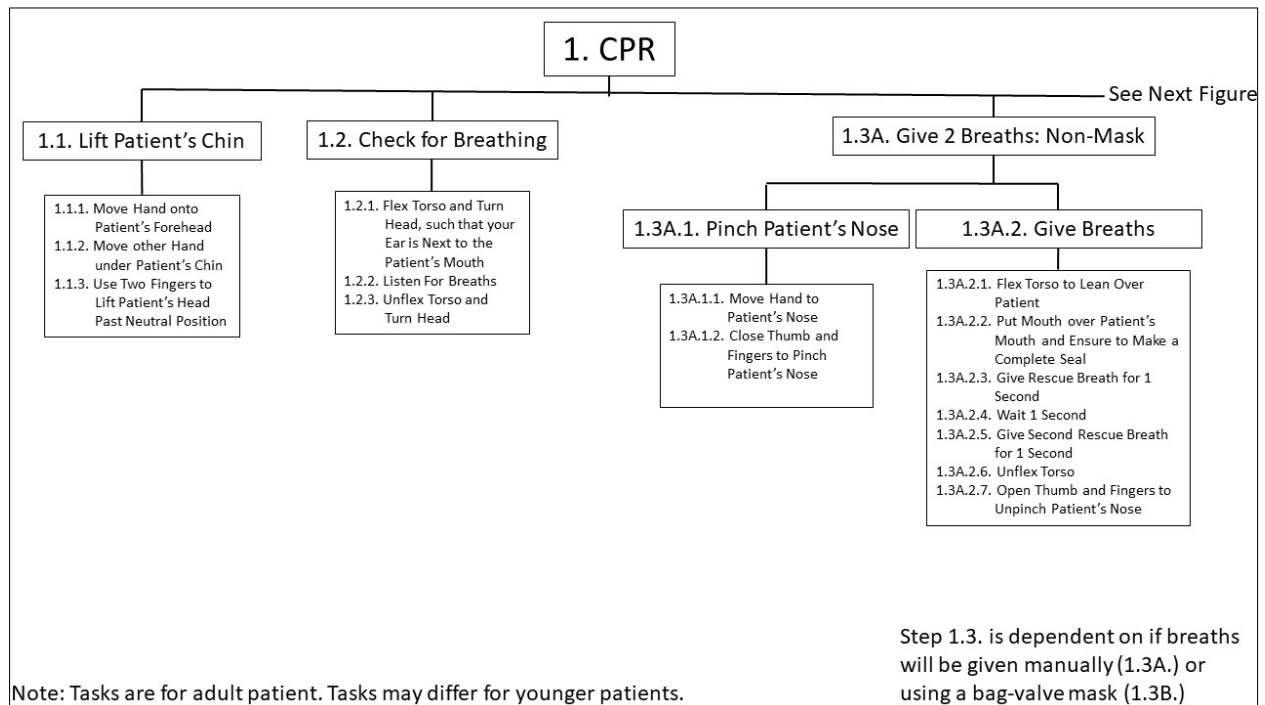 1. CPR
See Next Figure
1.1. Lift Patient's Chin
1.1.1. Move Hand onto
Patient's Forehead
1.1.2. Move other Hand
under Patient's Chin
1.1.3. Use Two Fingers to
Lift Patient's Head
Past Neutral Position
1.2. Check for Breathing
1.2.1. Flex Torso and Turn
Head, such that your
Ear is Next to the
Patient's Mouth
1.2.2. Listen For Breaths
1.2.3. Unflex Torso and
Turn Head
1.3A. Give 2 Breaths: Non-Mask
1.3A.1. Pinch Patient's Nose
1.3A.1.1. Move Hand to
Patient's Nose
1.3A.1.2. Close Thumb and
Fingers to Pinch
Patient's Nose
1.3A.2. Give Breaths
1.3A.2.1. Flex Torso to Lean Over
Patient
1.3A.2.2. Put Mouth over Patient's
Mouth and Ensure to Make a
Complete Seal
1.3A.2.3. Give Rescue Breath for 1
Second
1.3A.2.4. Wait 1 Second
1.3A.2.5. Give Second Rescue Breath
for 1 Second
1.3A.2.6. Unflex Torso
1.3A.2.7. Open Thumb and Fingers to
Unpinch Patient's Nose
Note: Tasks are for adult patient. Tasks may differ for younger patients.
Step 1.3. is dependent on if breaths
will be given manually (1.3A.) or
using a bag-valve mask (1.3B.)